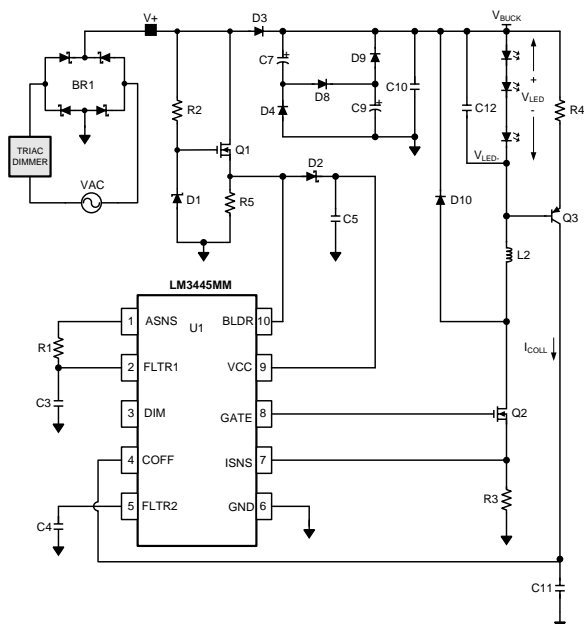 V+
D3
VBUCK
C7
D9
BR1
R2
D8
C10
C12
+
VLED
-
R4
D4
C9
TRIAC
DIMMER
Q1
VLED-
VAC
D2
D1
R5
C5
D10
Q3
L2
LM3445MM
U1
1 ASNS
BLDR 10
R1
ICOLL
2 FLTR1
VCC 9
C3
3 DIM
GATE 8
Q2
4 COFF
ISNS 7
R3
C4
5 FLTR2
GND 6
C11